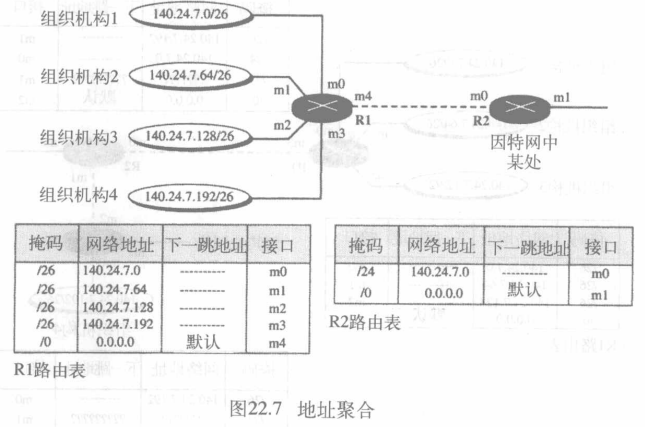 组织机构1
140.24.7.0/26
组织机构2
140.24.7.64/26
m1
m0
m4
m0
m1
组织机构3
140.24.7.128/26
m2
R1
R2
m3
因特网中
某处
组织机构4
140.24.7.192/26
掩码 网络地址 下一跳地址 接口
/26 140.24.7.0 ---------- m0
/26 140.24.7.64 ---------- m1
/26 140.24.7.128 ---------- m2
/26 140.24.7.192 ---------- m3
/0 0.0.0.0 默认 m4
R1路由表
掩码 网络地址 下一跳地址 接口
/24 140.24.7.0 ---------- m0
/0 0.0.0.0 默认 m1
R2路由表
图22.7 地址聚合